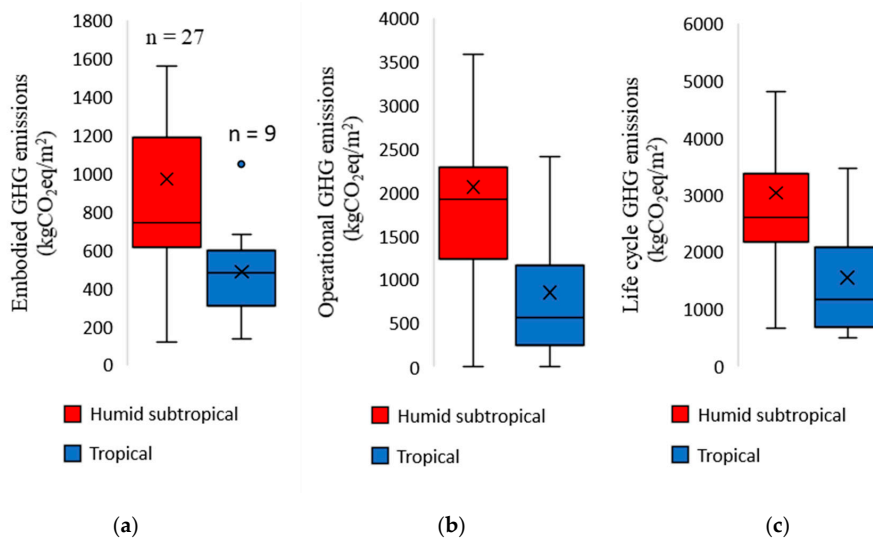 Embodied GHG emissions
(kgCO₂eq/m²)
1800
1600
1400
1200
1000
800
600
400
200
0
n = 27
n = 9
Humid subtropical
Tropical
(a)
Operational GHG emissions
(kgCO₂eq/m²)
4000
3500
3000
2500
2000
1500
1000
500
0
Humid subtropical
Tropical
(b)
Life cycle GHG emissions
(kgCO₂eq/m²)
6000
5000
4000
3000
2000
1000
0
Humid subtropical
Tropical
(c)